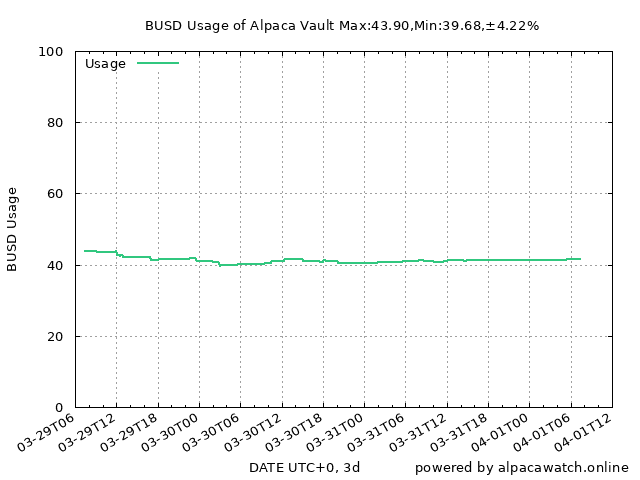 BUSD Usage of Alpaca Vault Max:43.90,Min:39.68,±4.22%
Usage
BUSD Usage
100
80
60
40
20
0
03-29T06
03-29T12
03-29T18
03-30T00
03-30T06
03-30T12
03-30T18
03-31T00
03-31T06
03-31T12
03-31T18
04-01T00
04-01T06
04-01T12
DATE UTC+0, 3d
powered by alpacawatch.online